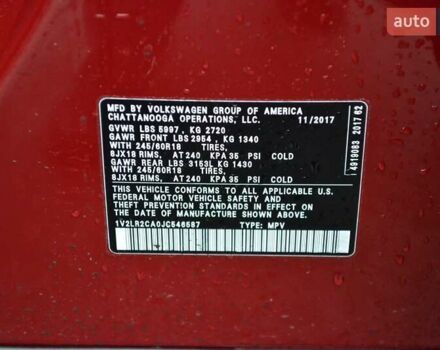 auto
MFD BY VOLKSWAGEN GROUP OF AMERICA
CHATTANOOGA OPERATIONS, LLC. 11/2017
GVWR LBS 5997, KG 2720
GAWR FRONT LBS 2954, KG 1340
WITH 245/60R18 TIRES,
8JX18 RIMS, AT 240 KPA 35 PSI COLD
GAWR REAR LBS 3153L KG 1430
WITH 245/60R18 TIRES,
8JX18 RIMS, AT 240 KPA 35 PSI COLD
THIS VEHICLE CONFORMS TO ALL APPLICABLE U.S.
FEDERAL MOTOR VEHICLE SAFETY AND
THEFT PREVENTION STANDARDS IN EFFECT ON
THE DATE OF MANUFACTURE SHOWN ABOVE
1V2LR2CA0JC546587 TYPE: MPV
4919083 2017 62